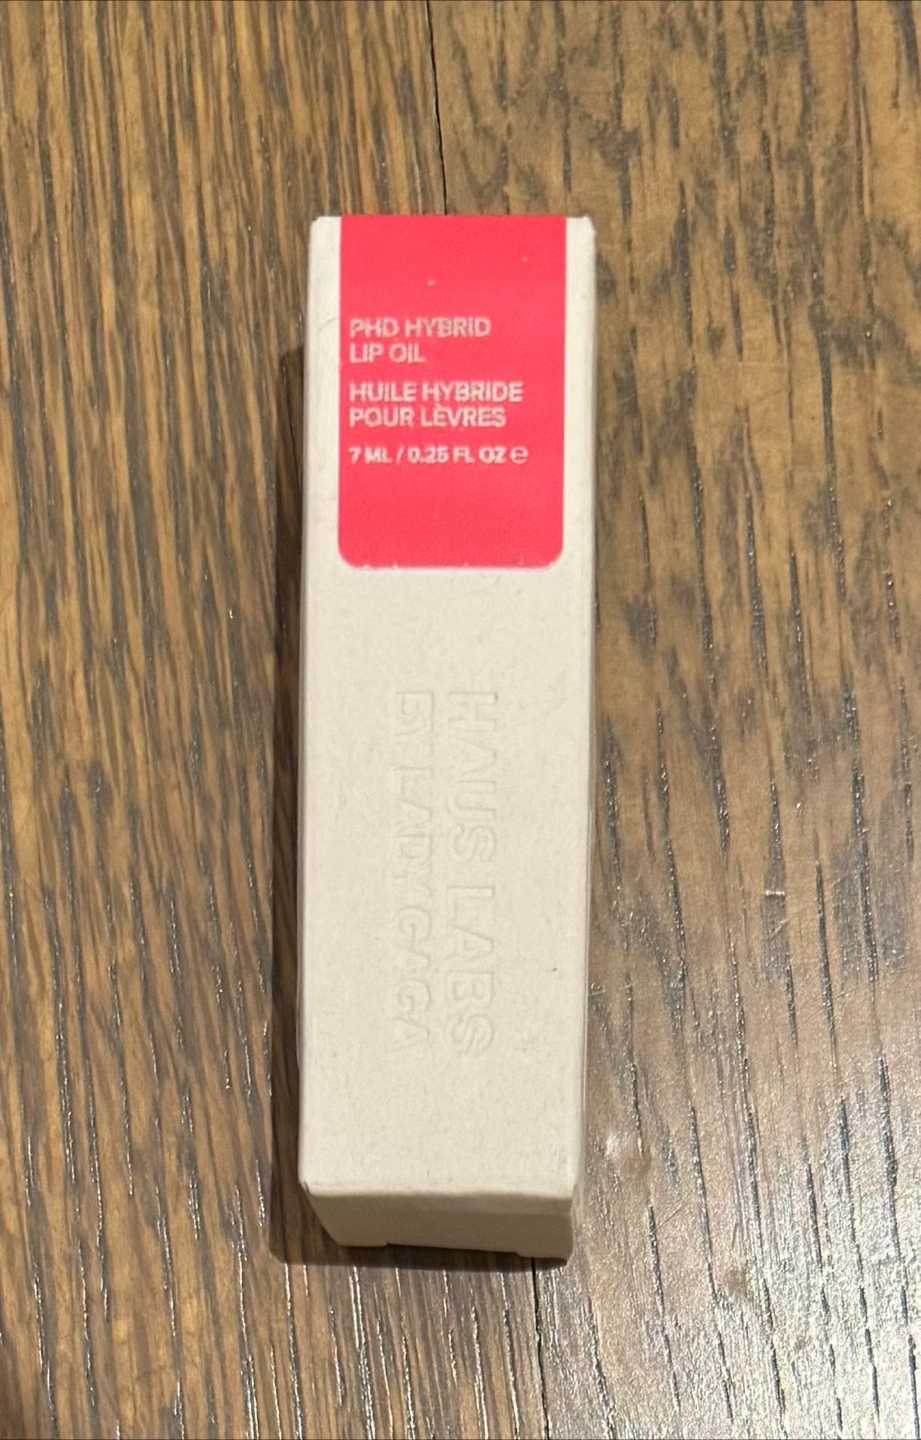 PHD HYBRID
LIP OIL
HUILE HYBRIDE
POUR LÈVRES
7 ML / 0.25 FL OZ ℮
HAUS LABS
BY LADY GAGA